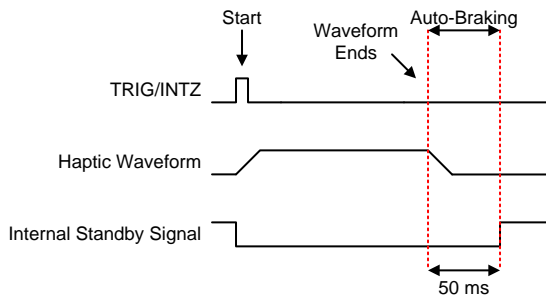 Start
Auto-Braking
Waveform
Ends
TRIG/INTZ
Haptic Waveform
Internal Standby Signal
50 ms